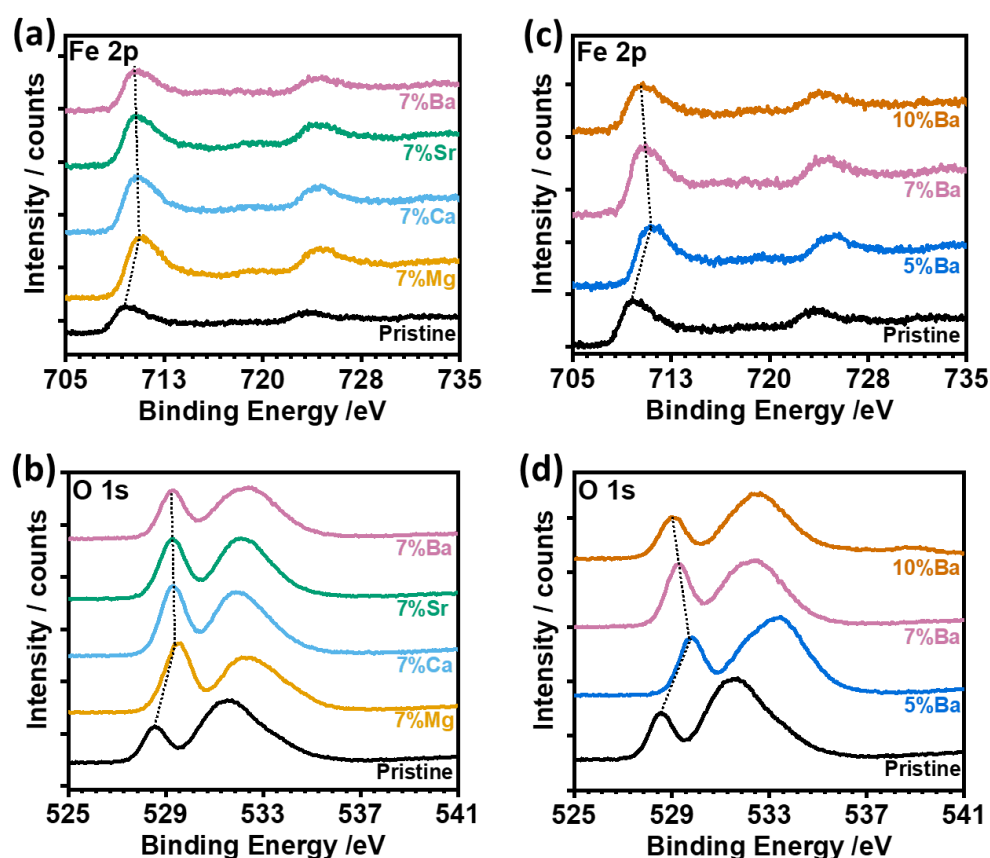 (a)
Fe 2p
7%Ba
7%Sr
7%Ca
7%Mg
Pristine
Intensity / counts
705 713 720 728 735
Binding Energy /eV
(c)
Fe 2p
10%Ba
7%Ba
5%Ba
Pristine
Intensity / counts
705 713 720 728 735
Binding Energy /eV
(b)
O 1s
7%Ba
7%Sr
7%Ca
7%Mg
Pristine
Intensity / counts
525 529 533 537 541
Binding Energy /eV
(d)
O 1s
10%Ba
7%Ba
5%Ba
Pristine
Intensity / counts
525 529 533 537 541
Binding Energy /eV